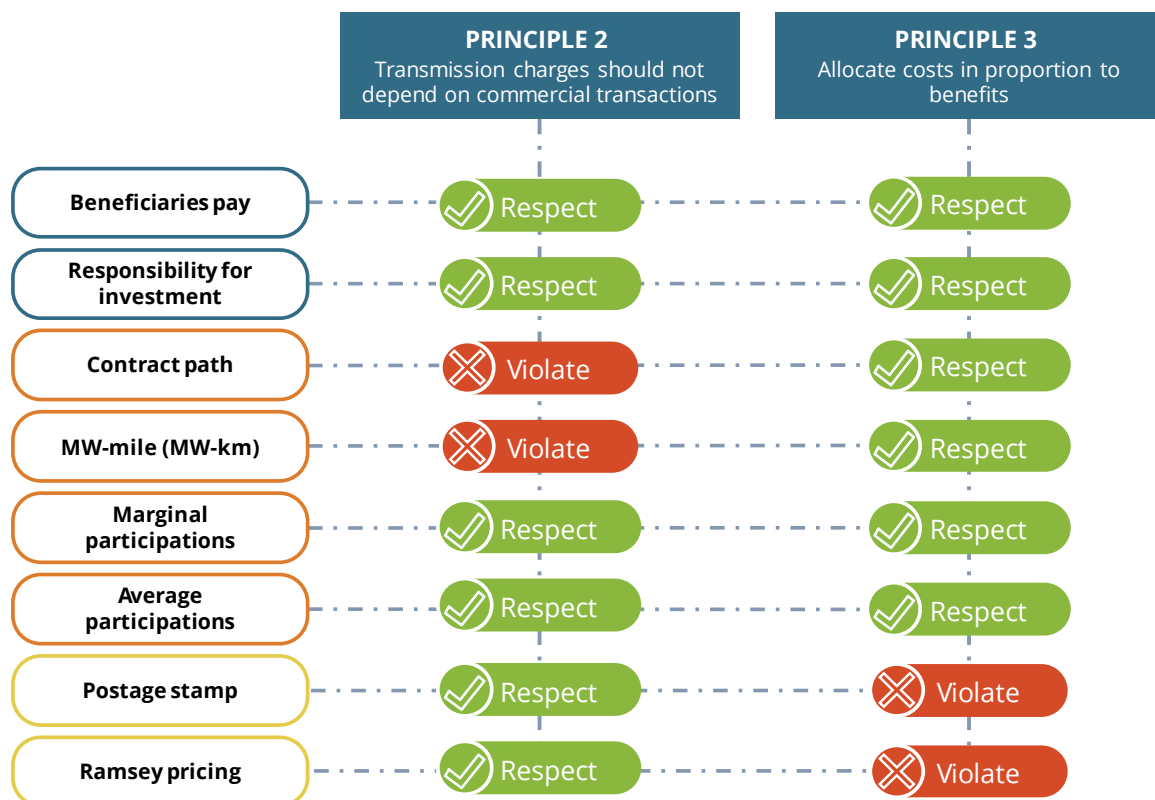 PRINCIPLE 2
Transmission charges should not
depend on commercial transactions
PRINCIPLE 3
Allocate costs in proportion to
benefits
Beneficiaries pay
Respect
Respect
Responsibility for
investment
Respect
Respect
Contract path
Violate
Respect
MW-mile (MW-km)
Violate
Respect
Marginal
participations
Respect
Respect
Average
participations
Respect
Respect
Postage stamp
Respect
Violate
Ramsey pricing
Respect
Violate